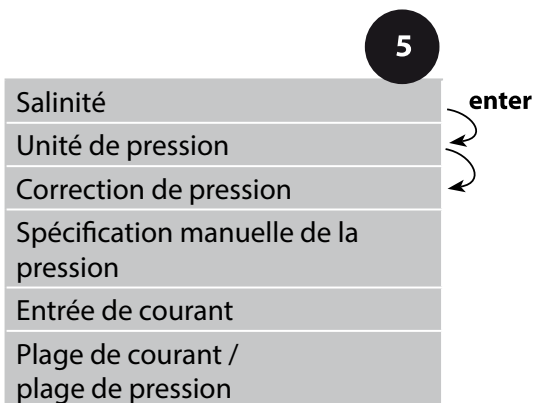 5
Salinité
enter
Unité de pression
Correction de pression
Spécification manuelle de la
pression
Entrée de courant
Plage de courant /
plage de pression